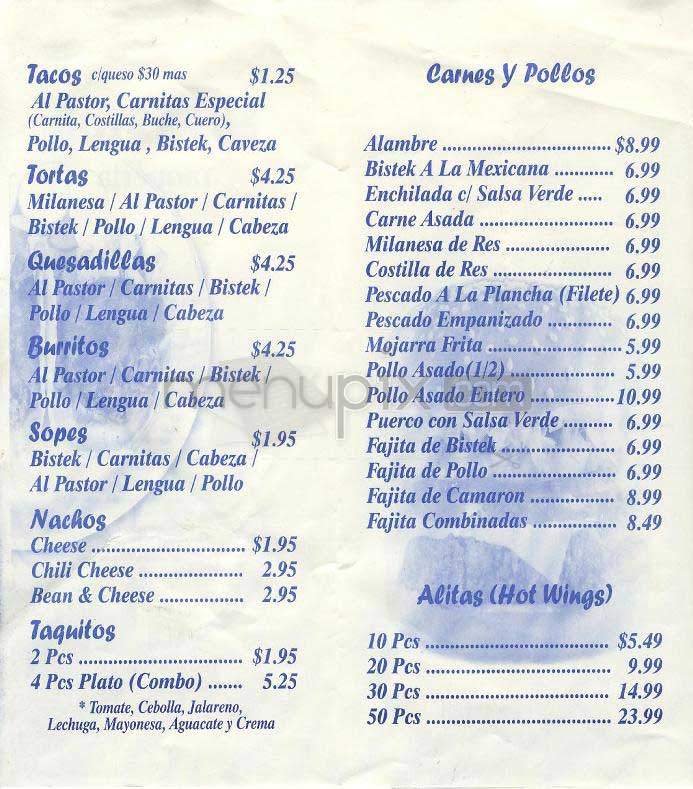 Tacos c/queso $30 mas $1.25
Al Pastor, Carnitas Especial
(Carnita, Costillas, Buche, Cuero),
Pollo, Lengua , Bistek, Caveza
Tortas $4.25
Milanesa / Al Pastor / Carnitas /
Bistek / Pollo / Lengua / Cabeza
Quesadillas $4.25
Al Pastor / Carnitas / Bistek /
Pollo / Lengua / Cabeza
Burritos $4.25
Al Pastor / Carnitas / Bistek /
Pollo / Lengua / Cabeza
Sopes $1.95
Bistek / Carnitas / Cabeza /
Al Pastor / Lengua / Pollo
Nachos
Cheese ................................ $1.95
Chili Cheese ...................... 2.95
Bean & Cheese .................. 2.95
Taquitos
2 Pcs ................................... $1.95
4 Pcs Plato (Combo) ....... 5.25
* Tomate, Cebolla, Jalareno,
Lechuga, Mayonesa, Aguacate y Crema
Carnes Y Pollos
Alambre .................................. $8.99
Bistek A La Mexicana ............ 6.99
Enchilada c/ Salsa Verde ..... 6.99
Carne Asada ........................... 6.99
Milanesa de Res ..................... 6.99
Costilla de Res ....................... 6.99
Pescado A La Plancha (Filete) 6.99
Pescado Empanizado ............. 6.99
Mojarra Frita ........................... 5.99
Pollo Asado(1/2) ...................... 5.99
Pollo Asado Entero .................. 10.99
Puerco con Salsa Verde .......... 6.99
Fajita de Bistek ....................... 6.99
Fajita de Pollo ......................... 6.99
Fajita de Camaron ................. 8.99
Fajita Combinadas ................. 8.49
Alitas (Hot Wings)
10 Pcs ..................................... $5.49
20 Pcs ..................................... 9.99
30 Pcs ..................................... 14.99
50 Pcs ..................................... 23.99
menupix.com